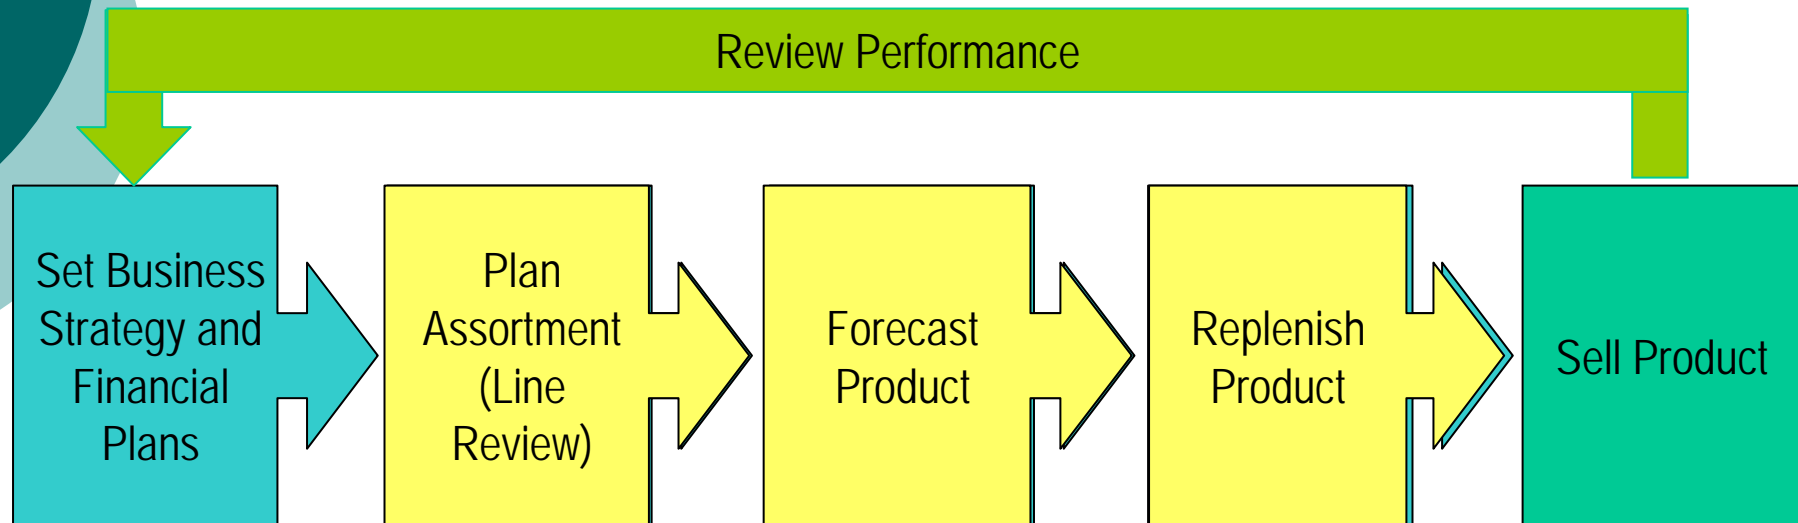 Review Performance
Set Business
Strategy and
Financial
Plans
Plan
Assortment
(Line
Review)
Forecast
Product
Replenish
Product
Sell Product